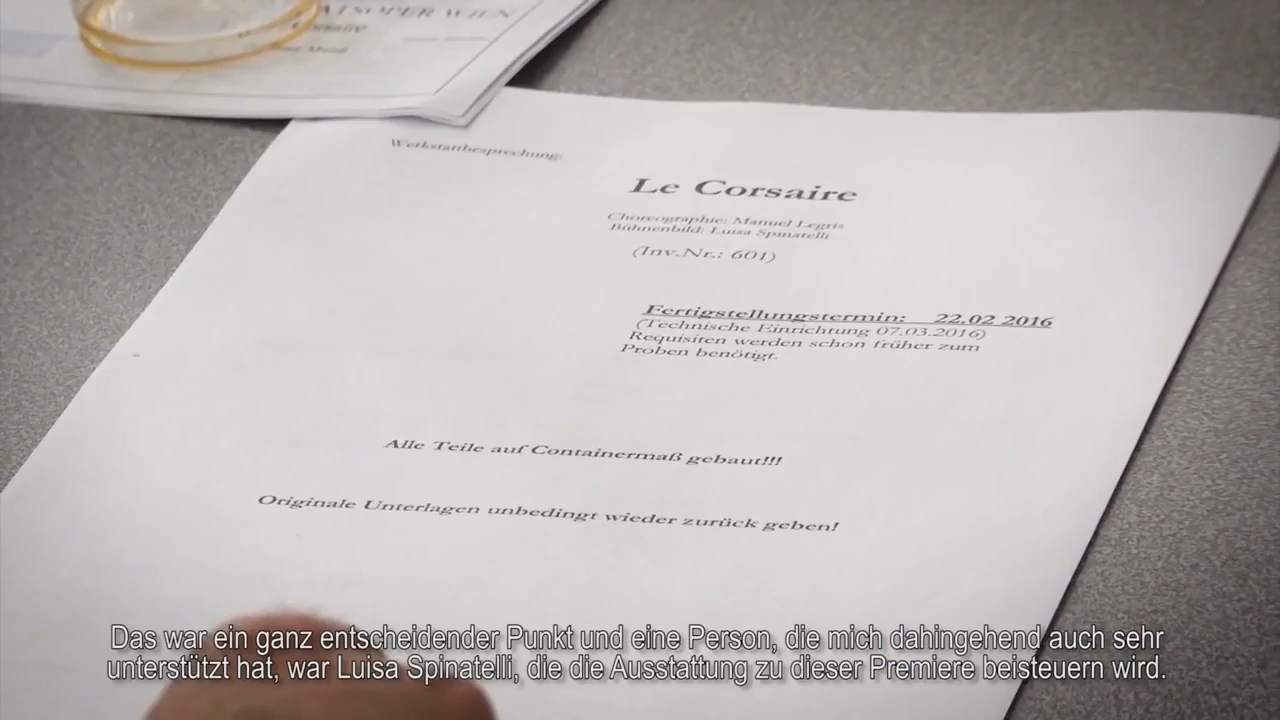 WIEN
Werkstattbesprechung:
Le Corsaire
Choreographie: Manuel Legris
Bühnenbild: Luisa Spinatelli
(Inv.Nr.: 601)
Fertigstellungstermin: 22.02 2016
(Technische Einrichtung 07.03.2016)
Requisiten werden schon früher zum
Proben benötigt.
Alle Teile auf Containermaß gebaut!!!
Originale Unterlagen unbedingt wieder zurück geben!
Das war ein ganz entscheidender Punkt und eine Person, die mich dahingehend auch sehr
unterstützt hat, war Luisa Spinatelli, die die Ausstattung zu dieser Premiere beisteuern wird.